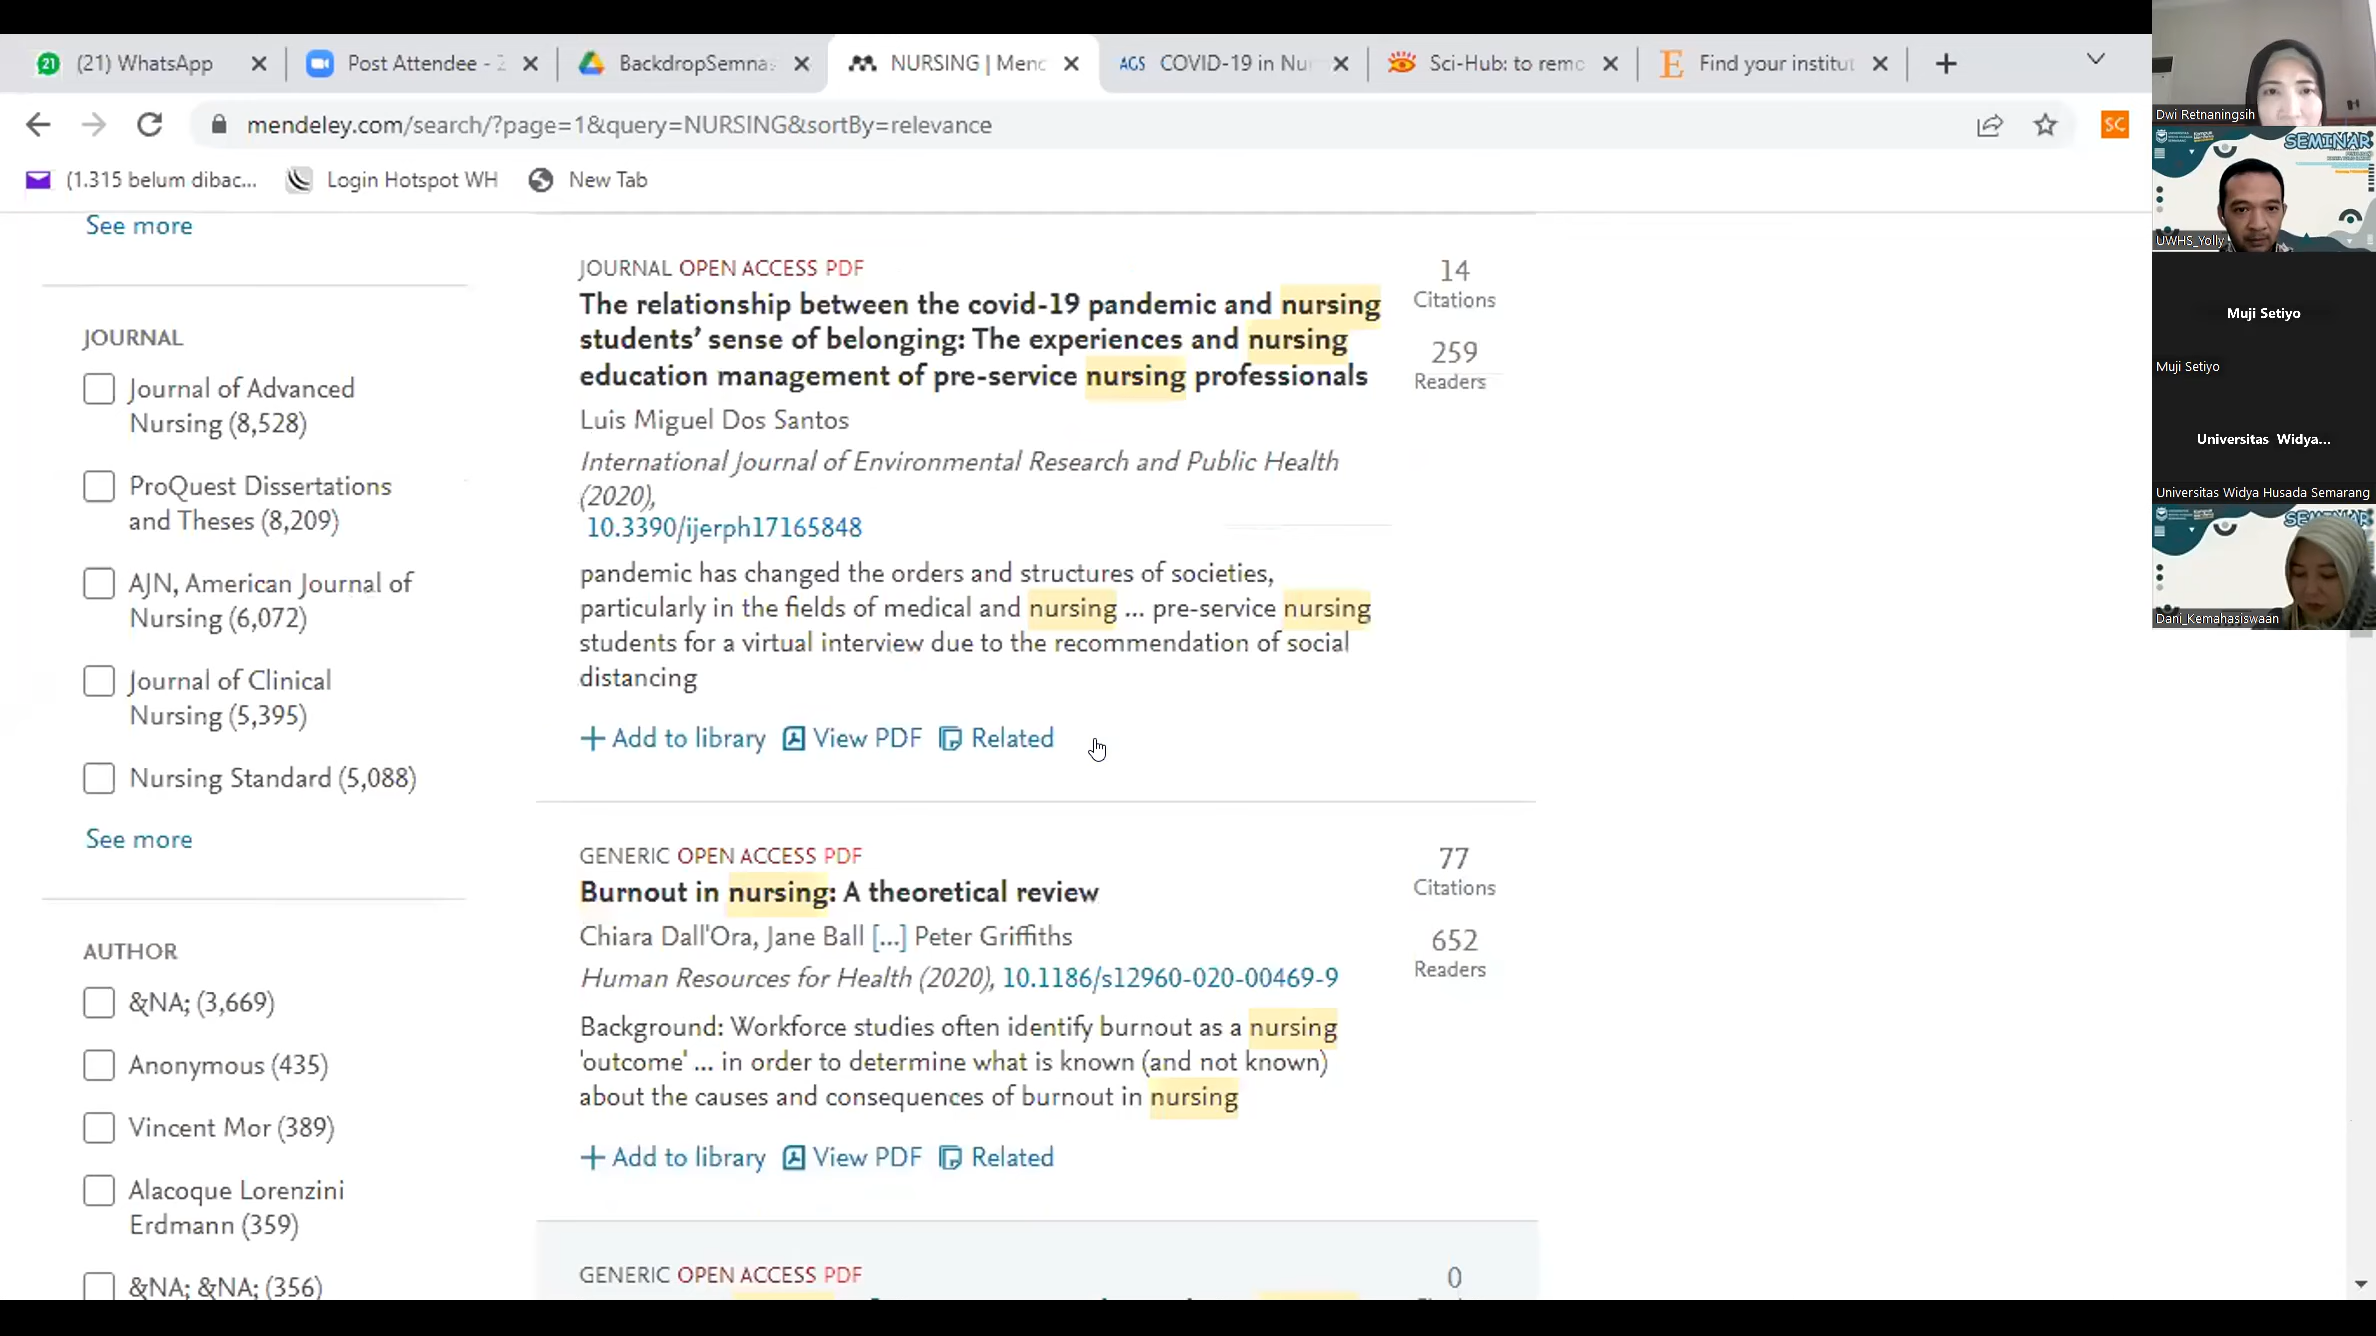 (21) WhatsApp
Post Attendee - Z
BackdropSemna
NURSING | Menc
AGS COVID-19 in Nu
Sci-Hub: to remo
Find your institut
mendeley.com/search/?page=1&query=NURSING&sortBy=relevance
SC
(1.315 belum dibac...
Login Hotspot WH
New Tab
See more
JOURNAL
Journal of Advanced
Nursing (8,528)
ProQuest Dissertations
and Theses (8,209)
AJN, American Journal of
Nursing (6,072)
Journal of Clinical
Nursing (5,395)
Nursing Standard (5,088)
See more
AUTHOR
&NA; (3,669)
Anonymous (435)
Vincent Mor (389)
Alacoque Lorenzini
Erdmann (359)
&NA; &NA; (356)
JOURNAL OPEN ACCESS PDF
The relationship between the covid-19 pandemic and nursing
students’ sense of belonging: The experiences and nursing
education management of pre-service nursing professionals
Luis Miguel Dos Santos
International Journal of Environmental Research and Public Health
(2020),
10.3390/ijerph17165848
pandemic has changed the orders and structures of societies,
particularly in the fields of medical and nursing ... pre-service nursing
students for a virtual interview due to the recommendation of social
distancing
Add to library View PDF Related
14
Citations
259
Readers
GENERIC OPEN ACCESS PDF
Burnout in nursing: A theoretical review
Chiara Dall'Ora, Jane Ball [...] Peter Griffiths
Human Resources for Health (2020), 10.1186/s12960-020-00469-9
Background: Workforce studies often identify burnout as a nursing
'outcome' ... in order to determine what is known (and not known)
about the causes and consequences of burnout in nursing
Add to library View PDF Related
77
Citations
652
Readers
GENERIC OPEN ACCESS PDF
0
Dwi Retnaningsih
SEMINAR
UWHS_Yolly
Muji Setiyo
Muji Setiyo
Universitas Widya...
Universitas Widya Husada Semarang
Dani_Kemahasiswaan